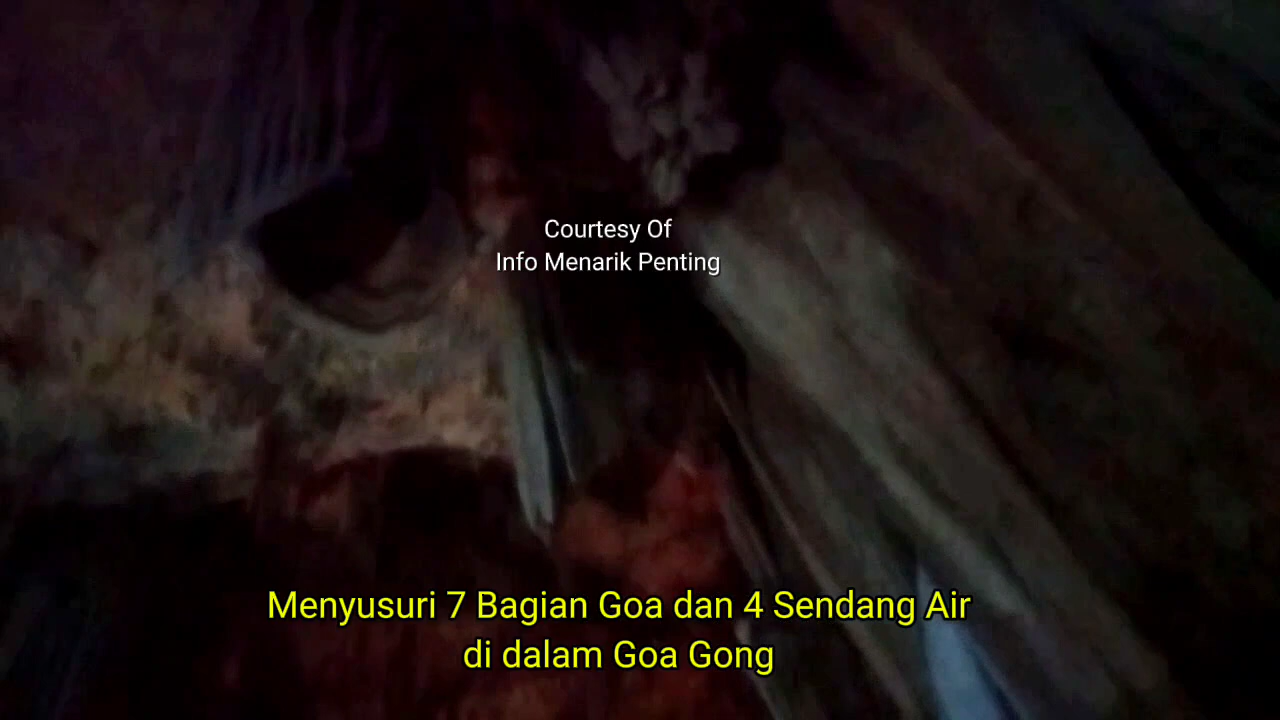 Courtesy Of
Info Menarik Penting
Menyusuri 7 Bagian Goa dan 4 Sendang Air
di dalam Goa Gong